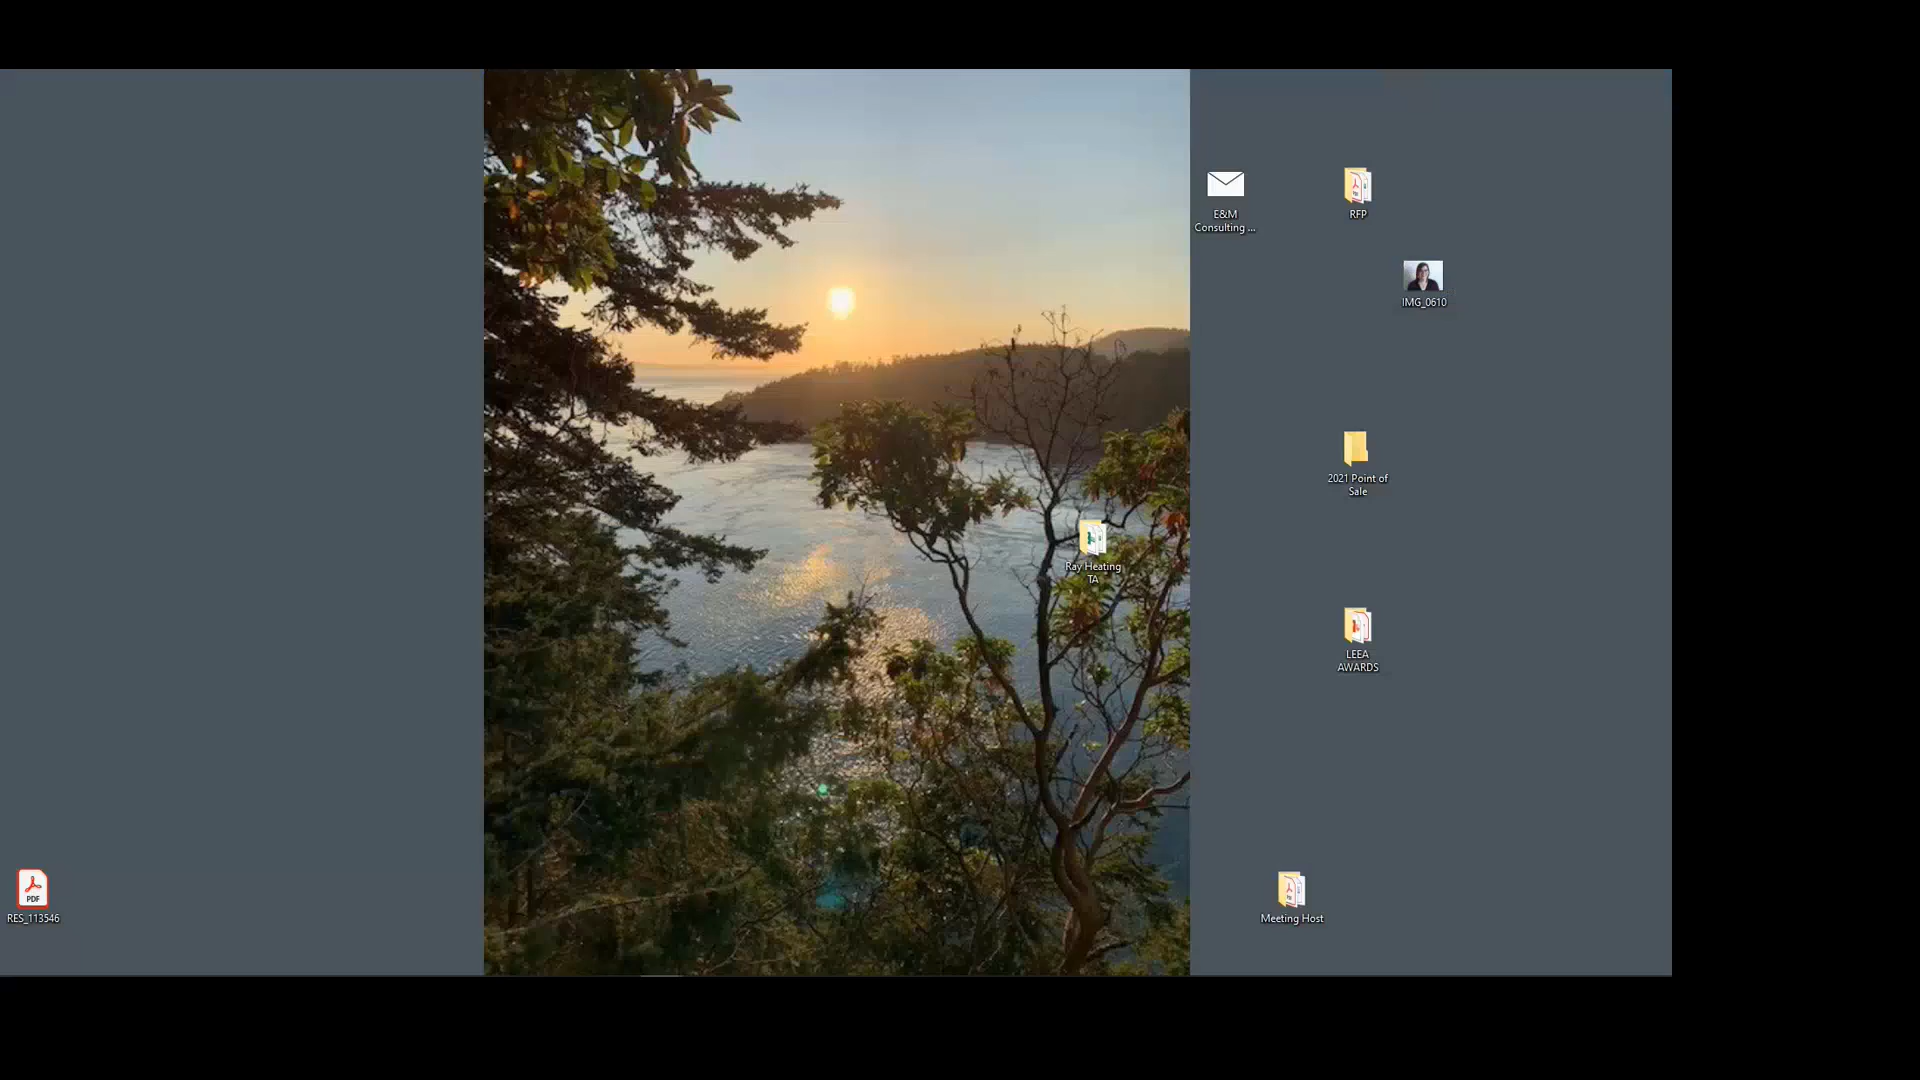 E&M
Consulting ...
RFP
IMG_0610
2021 Point of
Sale
Ray Heating
TA
LEEA
AWARDS
PDF
RES_113546
Meeting Host